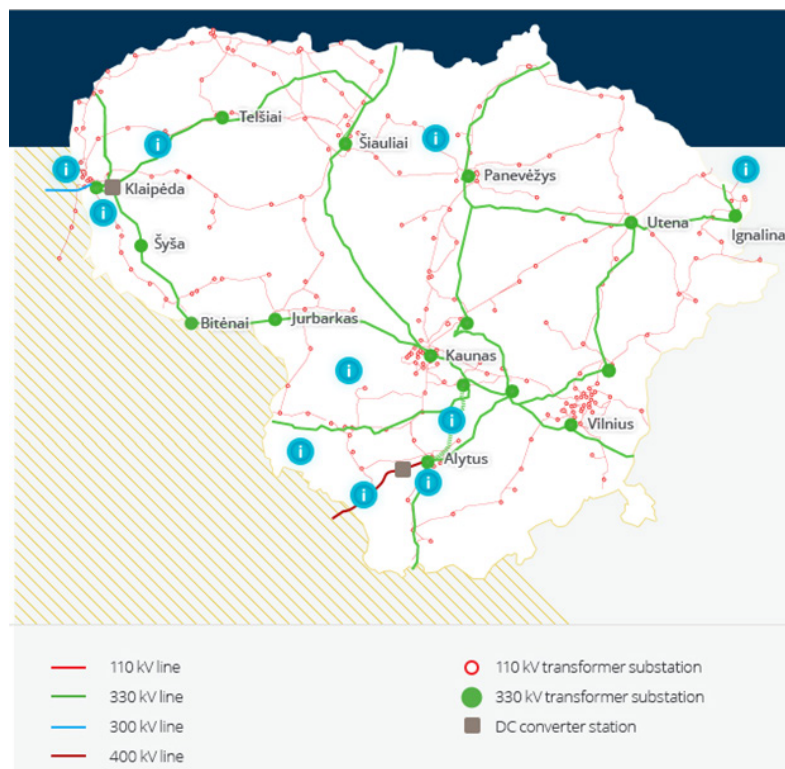 Telšiai
Šiauliai
Panevėžys
Klaipėda
Utena
Ignalina
Šyša
Bitėnai
Jurbarkas
Kaunas
Vilnius
Alytus
i
i
i
i
i
i
i
i
i
i
110 kV line
330 kV line
300 kV line
400 kV line
110 kV transformer substation
330 kV transformer substation
DC converter station